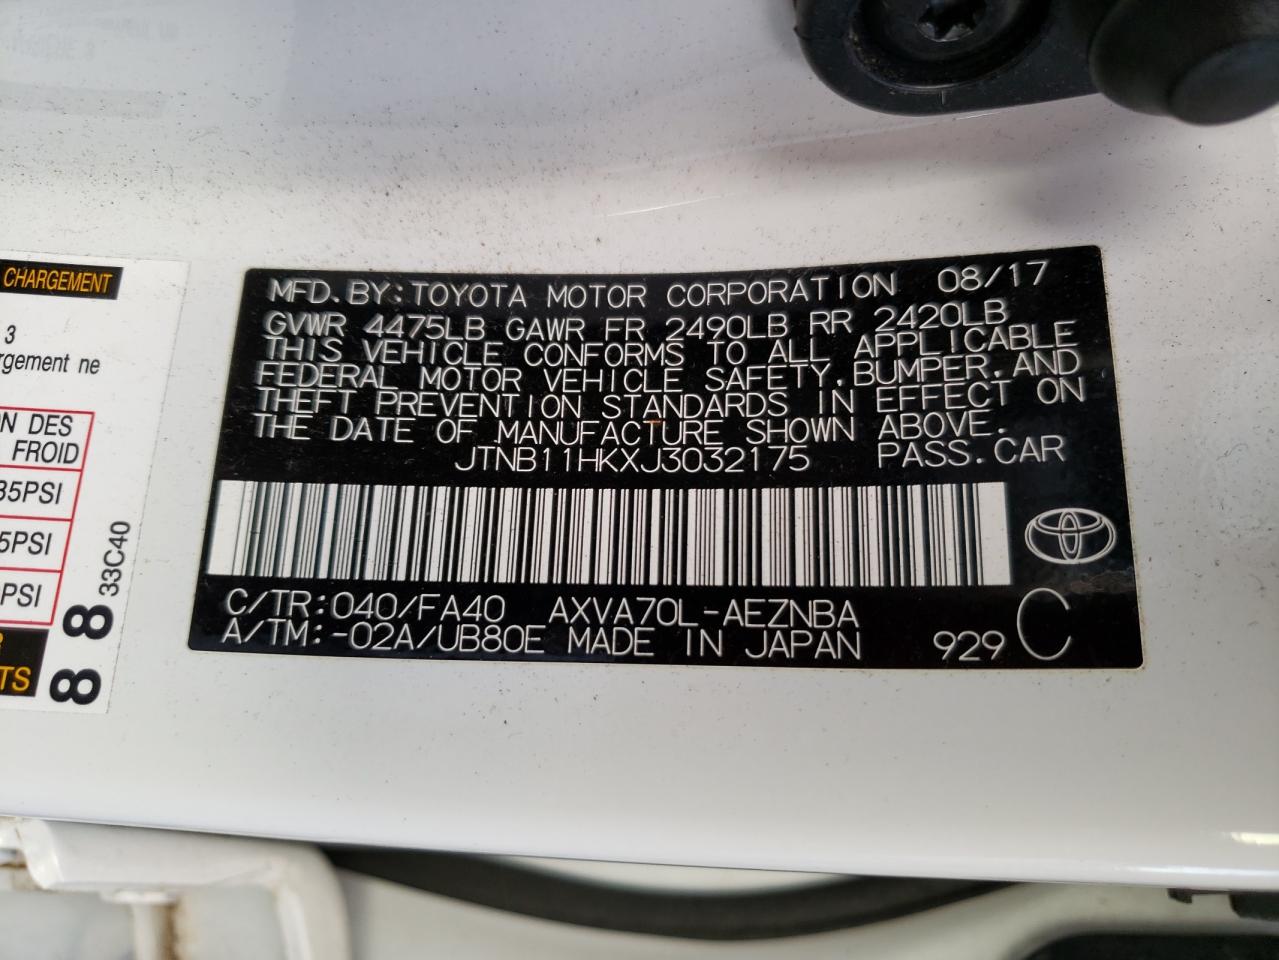 CHARGEMENT
3
rgement ne
N DES
FROID
35PSI
5PSI
PSI
TS
33C40
8 8
MFD.BY:TOYOTA MOTOR CORPORATION 08/17
GVWR 4475LB GAWR FR 2490LB RR 2420LB
THIS VEHICLE CONFORMS TO ALL APPLICABLE
FEDERAL MOTOR VEHICLE SAFETY,BUMPER,AND
THEFT PREVENTION STANDARDS IN EFFECT ON
THE DATE OF MANUFACTURE SHOWN ABOVE.
JTNB11HKXJ3032175 PASS.CAR
C/TR:040/FA40 AXVA70L-AEZNBA
A/TM:-02A/UB80E MADE IN JAPAN 929 C